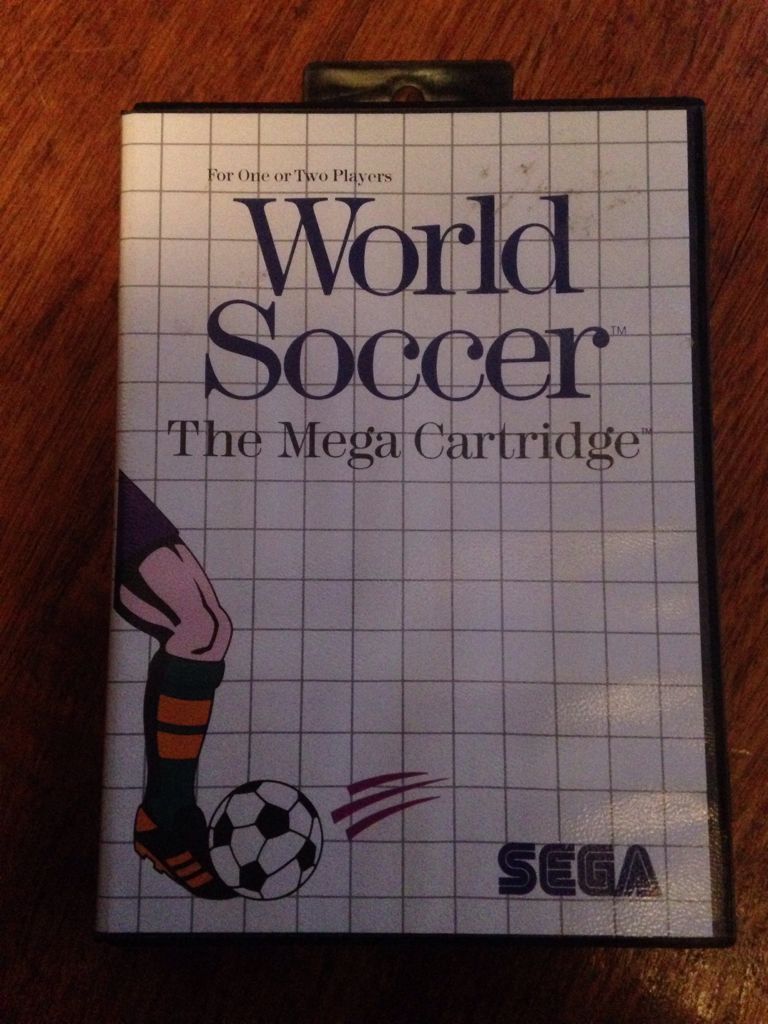 For One or Two Players
World
Soccer™
The Mega Cartridge™
SEGA